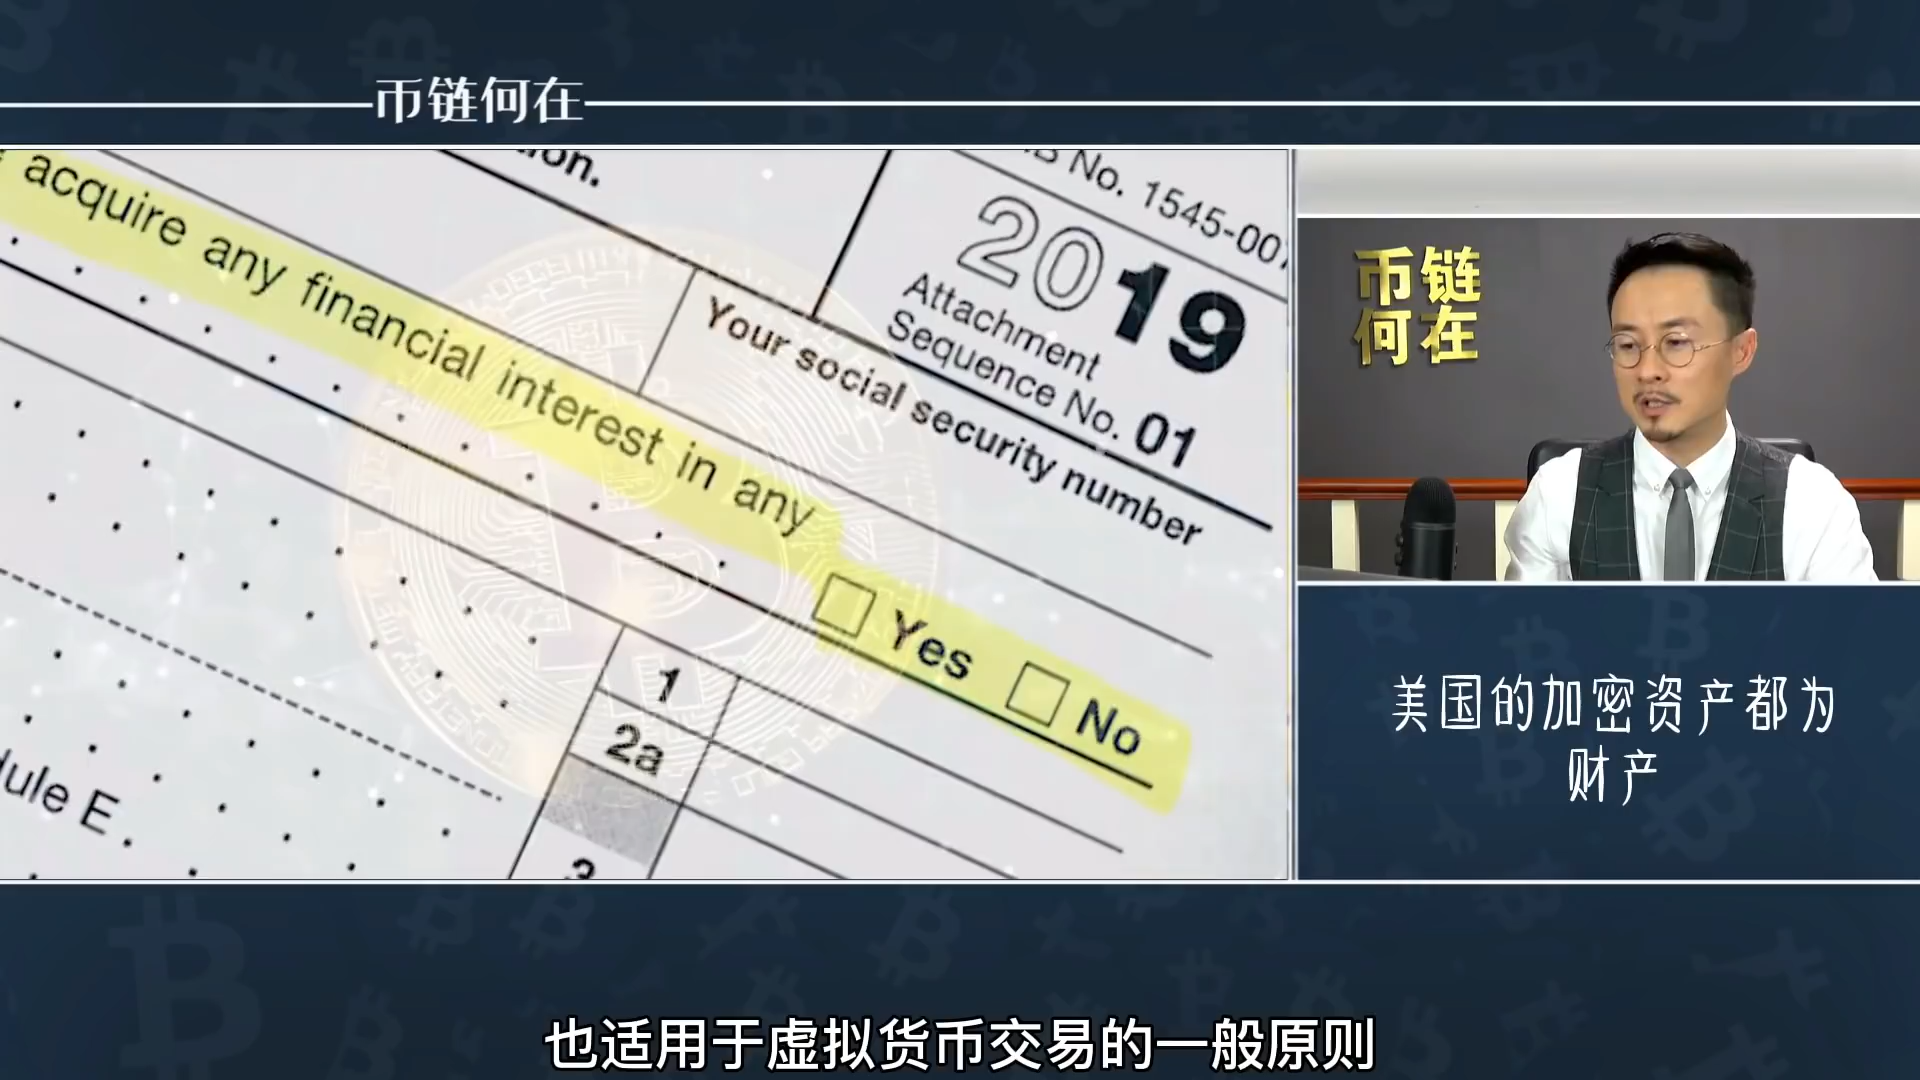 币链何在
acquire any financial interest in any
Yes
No
No. 1545-00
2019
Attachment
Sequence No. 01
Your social security number
1
2a
3
ule E.
币链
何在
美国的加密资产都为
财产
也适用于虚拟货币交易的一般原则